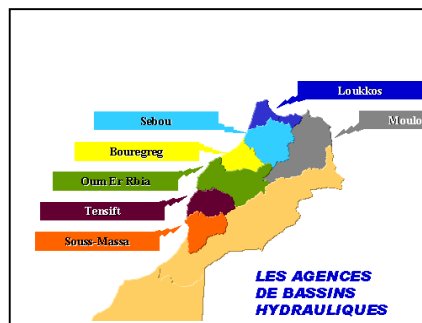 Loukkos
Sebou
Moulo
Bouregreg
Oum Er Rbia
Tensift
Souss-Massa
LES AGENCES
DE BASSINS
HYDRAULIQUES